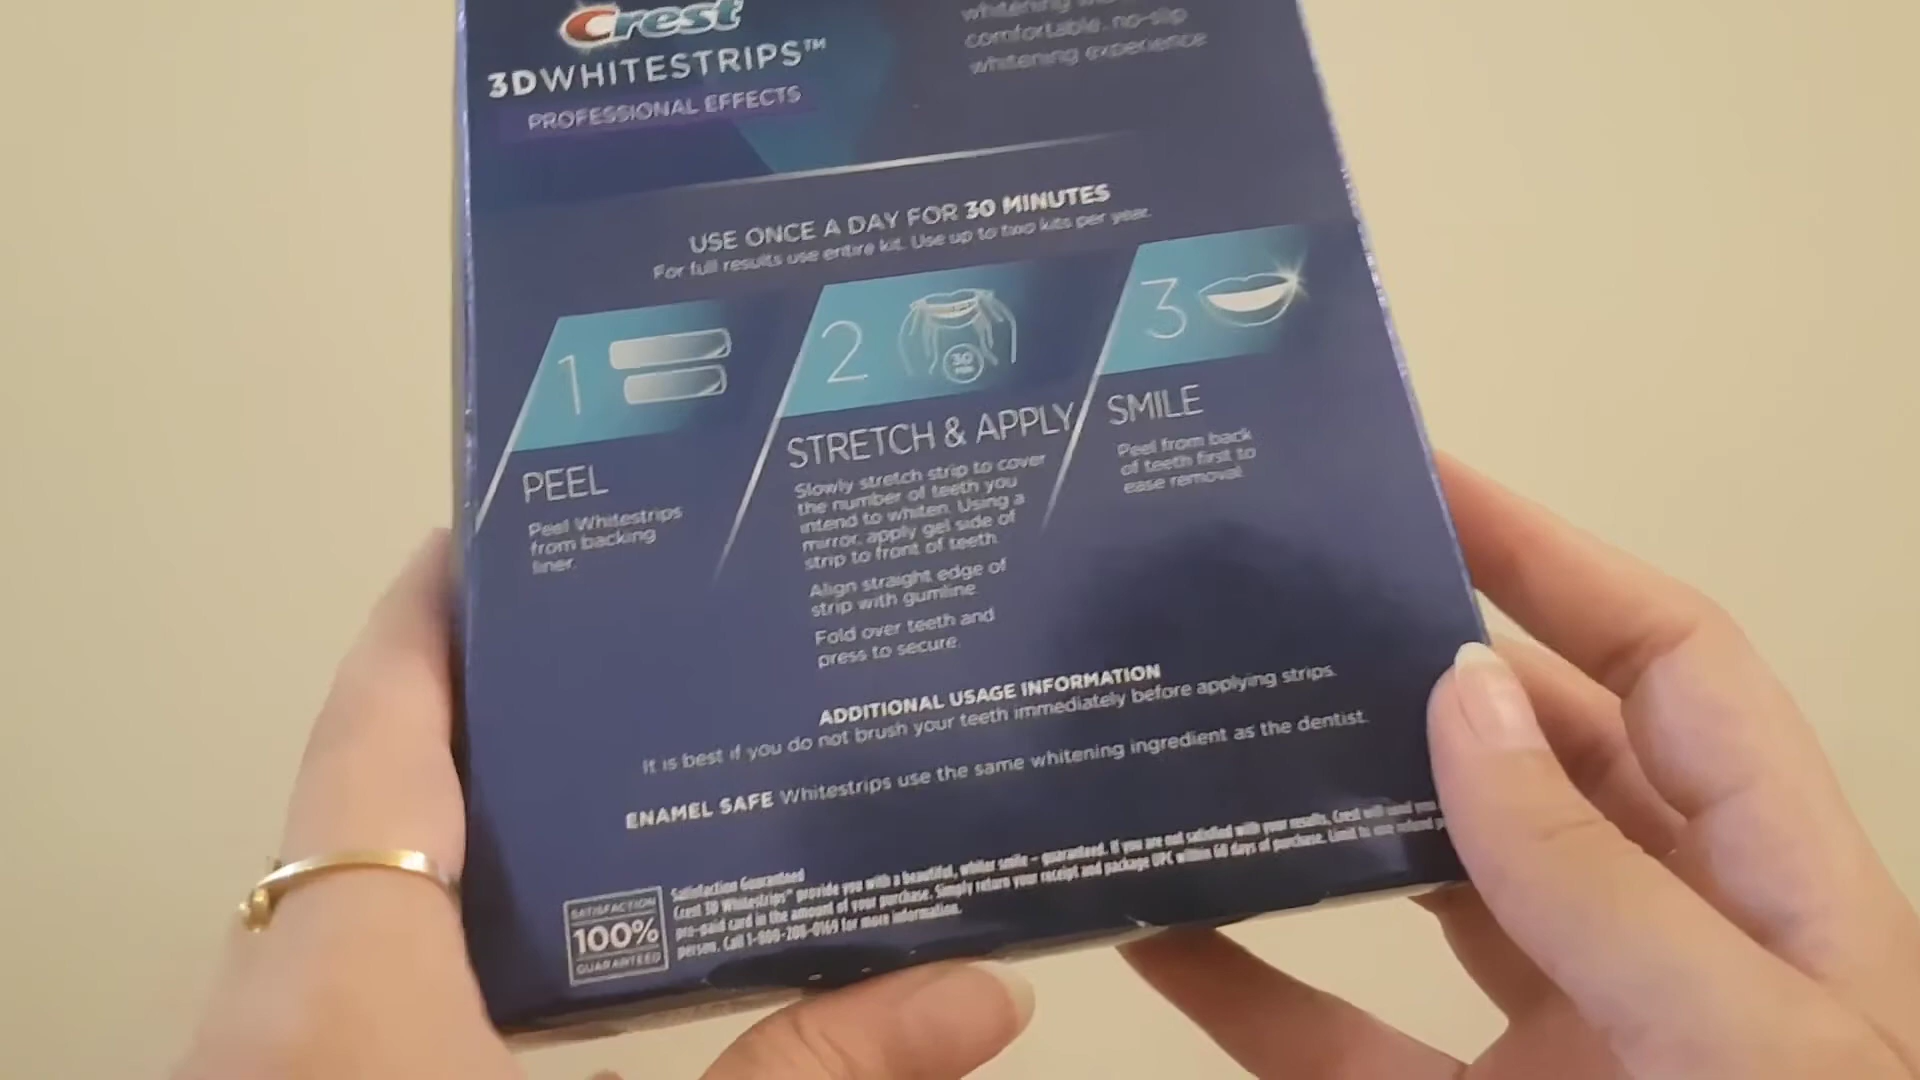 Crest
3DWHITESTRIPS™
PROFESSIONAL EFFECTS
whitening
comfortable, no-slip
whitening experience
USE ONCE A DAY FOR 30 MINUTES
For full results use entire kit. Use up to two kits per year.
1
2
30
MIN
3
PEEL
Peel Whitestrips
from backing
liner.
STRETCH & APPLY
Slowly stretch strip to cover
the number of teeth you
intend to whiten. Using a
mirror, apply gel side of
strip to front of teeth.
Align straight edge of
strip with gumline.
Fold over teeth and
press to secure.
SMILE
Peel from back
of teeth first to
ease removal.
ADDITIONAL USAGE INFORMATION
It is best if you do not brush your teeth immediately before applying strips.
ENAMEL SAFE Whitestrips use the same whitening ingredient as the dentist.
SATISFACTION
100%
GUARANTEED
Satisfaction Guaranteed
Crest 3D Whitestrips™ provide you with a beautiful, whiter smile – guaranteed. If you are not satisfied with your results, Crest will send you
pre-paid card in the amount of your purchase. Simply return your receipt and package UPC within 60 days of purchase. Limit to one refund
person. Call 1-800-208-0169 for more information.